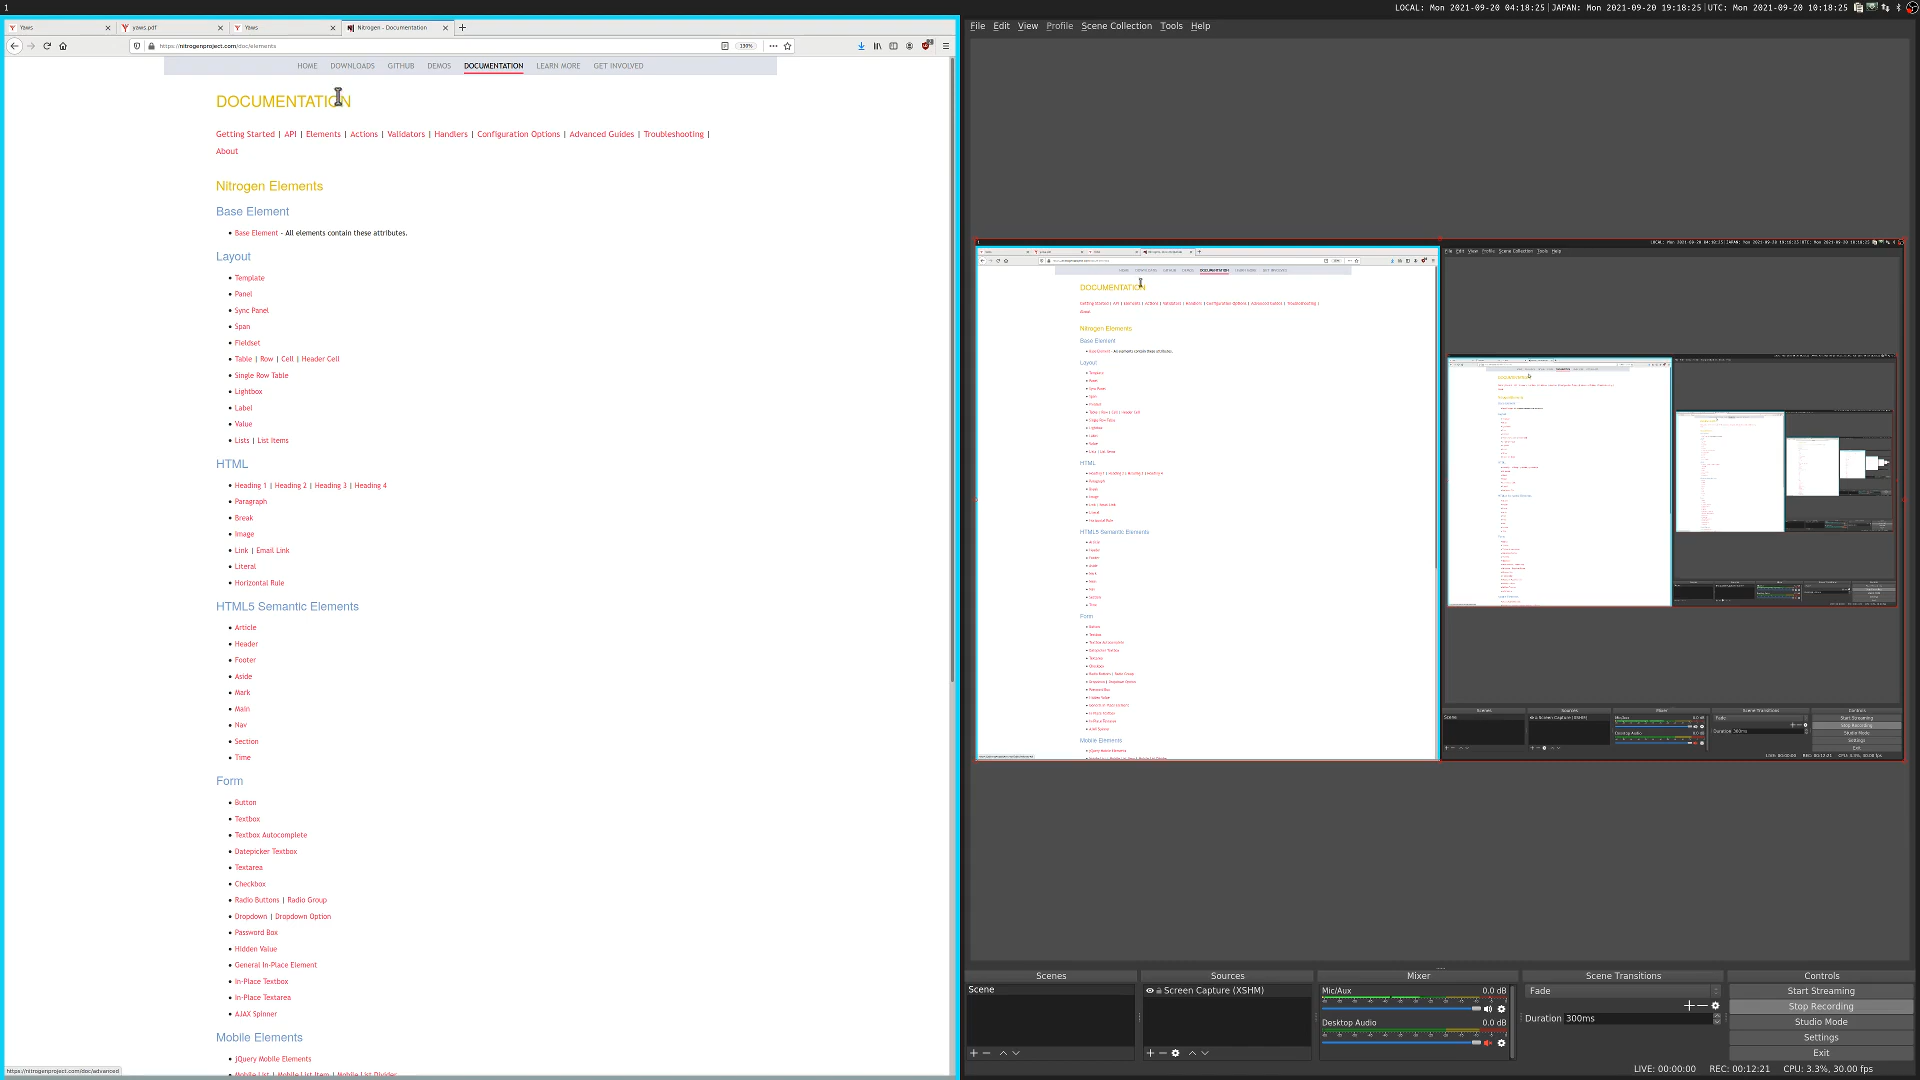 1
LOCAL: Mon 2021-09-20 04:18:25|JAPAN: Mon 2021-09-20 19:18:25|UTC: Mon 2021-09-20 10:18:25
Yaws
yaws.pdf
Yaws
Nitrogen - Documentation
https://nitrogenproject.com/doc/elements
130%
HOME DOWNLOADS GITHUB DEMOS DOCUMENTATION LEARN MORE GET INVOLVED
DOCUMENTATION
Getting Started | API | Elements | Actions | Validators | Handlers | Configuration Options | Advanced Guides | Troubleshooting |
About
Nitrogen Elements
Base Element
• Base Element - All elements contain these attributes.
Layout
• Template
• Panel
• Sync Panel
• Span
• Fieldset
• Table | Row | Cell | Header Cell
• Single Row Table
• Lightbox
• Label
• Value
• Lists | List Items
HTML
• Heading 1 | Heading 2 | Heading 3 | Heading 4
• Paragraph
• Break
• Image
• Link | Email Link
• Literal
• Horizontal Rule
HTML5 Semantic Elements
• Article
• Header
• Footer
• Aside
• Mark
• Main
• Nav
• Section
• Time
Form
• Button
• Textbox
• Textbox Autocomplete
• Datepicker Textbox
• Textarea
• Checkbox
• Radio Buttons | Radio Group
• Dropdown | Dropdown Option
• Password Box
• Hidden Value
• General In-Place Element
• In-Place Textbox
• In-Place Textarea
• AJAX Spinner
Mobile Elements
• jQuery Mobile Elements
• Mobile List | Mobile List Item | Mobile List Divider
https://nitrogenproject.com/doc/advanced
File Edit View Profile Scene Collection Tools Help
Scenes
Scene
Sources
Screen Capture (XSHM)
Mixer
Mic/Aux 0.0 dB
Desktop Audio 0.0 dB
Scene Transitions
Fade
Duration 300ms
Controls
Start Streaming
Stop Recording
Studio Mode
Settings
Exit
LIVE: 00:00:00 REC: 00:12:21 CPU: 3.3%, 30.00 fps